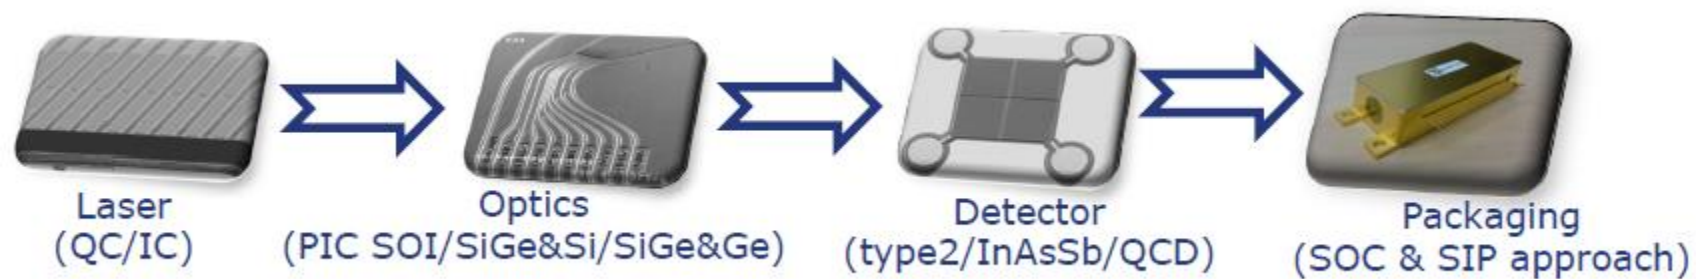 Laser
(QC/IC)
Optics
(PIC SOI/SiGe&Si/SiGe&Ge)
Detector
(type2/InAsSb/QCD)
Packaging
(SOC & SIP approach)